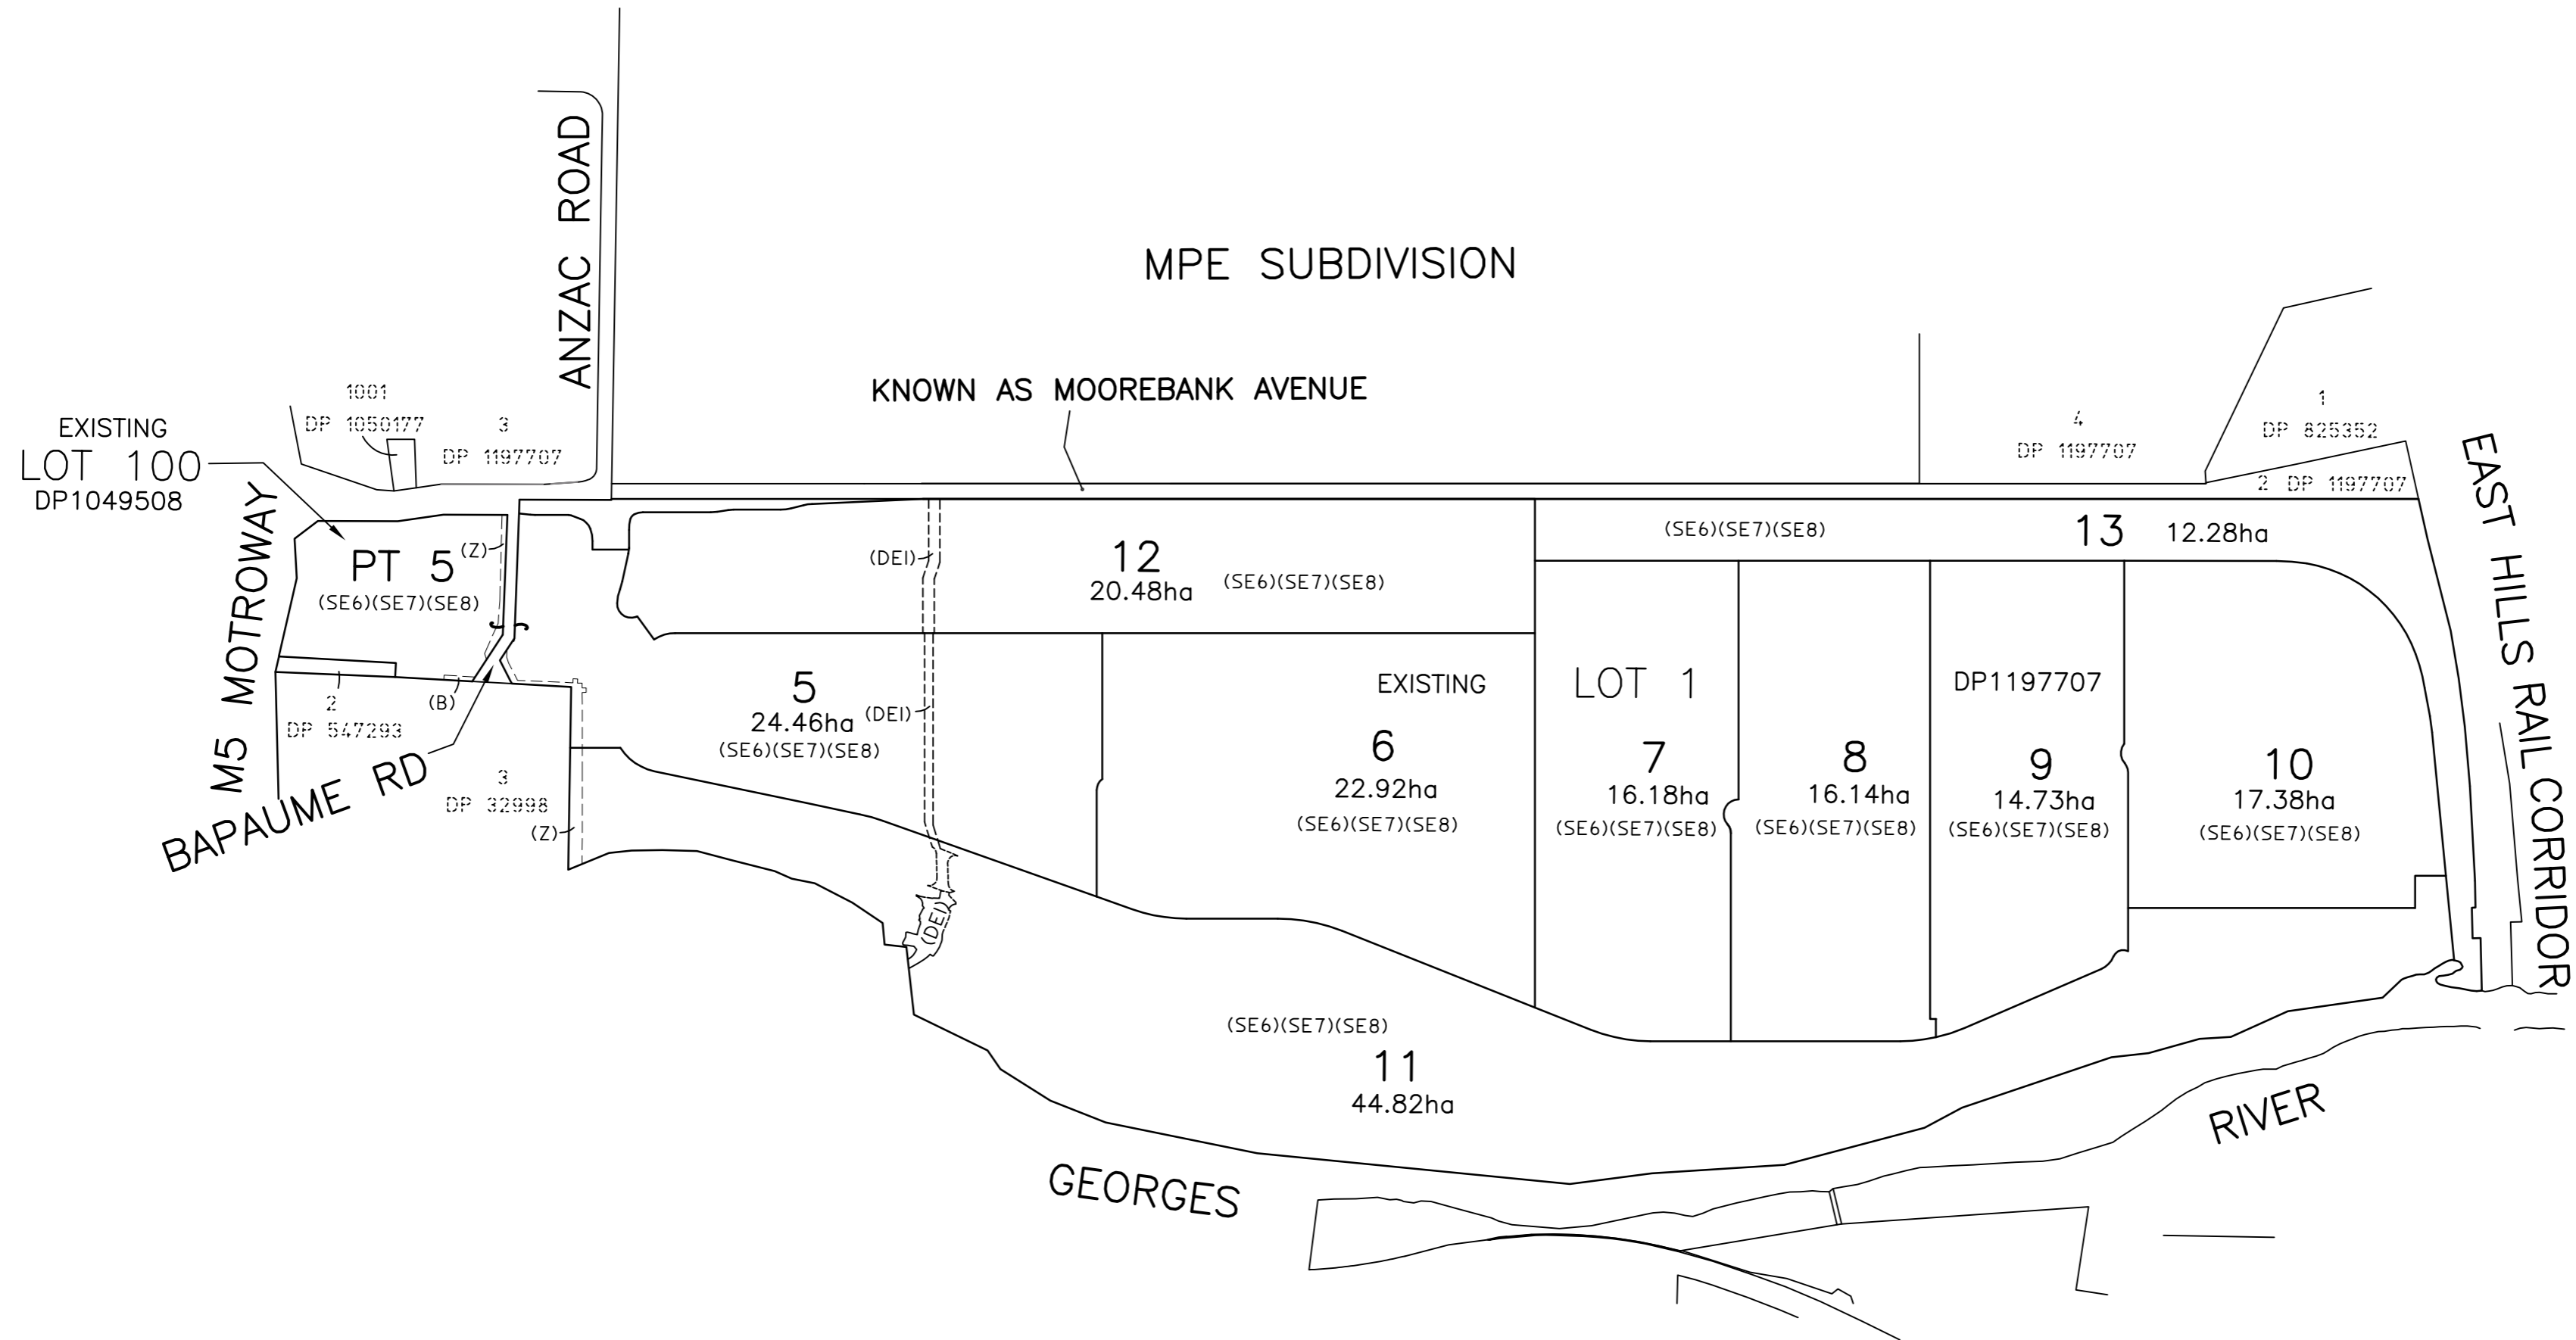 ANZAC ROAD
MPE SUBDIVISION
KNOWN AS MOOREBANK AVENUE
1001
DP 1050177
3
DP 1197707
EXISTING
LOT 100
DP1049508
M5 MOTROWAY
4
DP 1197707
1
DP 825352
2 DP 1197707
EAST HILLS RAIL CORRIDOR
PT 5
(Z)
(SE6)(SE7)(SE8)
(DEI)
12
20.48ha
(SE6)(SE7)(SE8)
(SE6)(SE7)(SE8)
13
12.28ha
2
DP 547293
(B)
BAPAUME RD
3
DP 32998
(Z)
5
24.46ha
(DEI)
(SE6)(SE7)(SE8)
EXISTING
LOT 1
DP1197707
6
22.92ha
(SE6)(SE7)(SE8)
7
16.18ha
(SE6)(SE7)(SE8)
8
16.14ha
(SE6)(SE7)(SE8)
9
14.73ha
(SE6)(SE7)(SE8)
10
17.38ha
(SE6)(SE7)(SE8)
(DEI)
(SE6)(SE7)(SE8)
11
44.82ha
GEORGES
RIVER